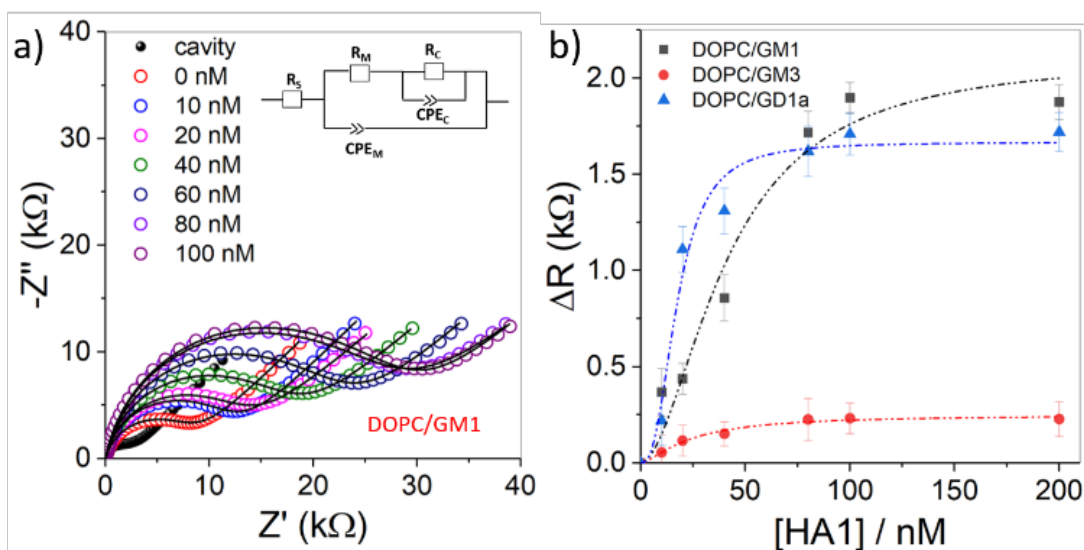 a)
-Z" (kΩ)
40
30
20
10
0
cavity
0 nM
10 nM
20 nM
40 nM
60 nM
80 nM
100 nM
R_S
R_M
R_C
CPE_C
CPE_M
DOPC/GM1
0 10 20 30 40
Z' (kΩ)
b)
ΔR (kΩ)
2.0
1.5
1.0
0.5
0.0
DOPC/GM1
DOPC/GM3
DOPC/GD1a
0 50 100 150 200
[HA1] / nM